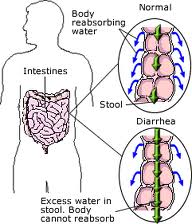 Body
reabsorbing
water
Normal
Intestines
Stool
Diarrhea
Excess water in
stool. Body
cannot reabsorb